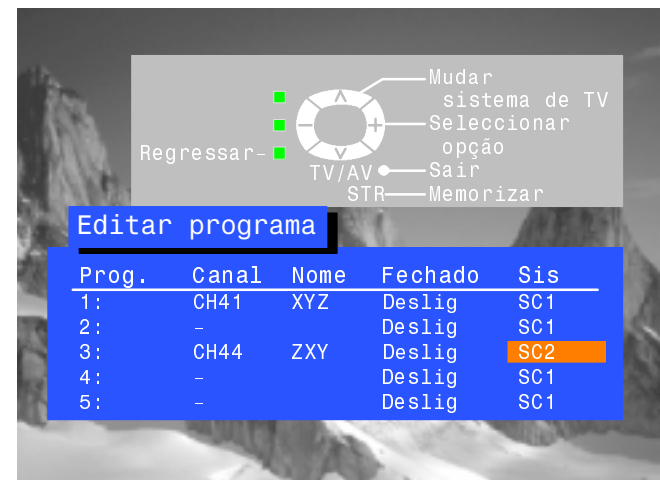 Mudar
sistema de TV
Seleccionar
opção
Regressar-
TV/AV Sair
STR Memorizar
Editar programa
Prog. Canal Nome Fechado Sis
1: CH41 XYZ Deslig SC1
2: - Deslig SC1
3: CH44 ZXY Deslig SC2
4: - Deslig SC1
5: - Deslig SC1